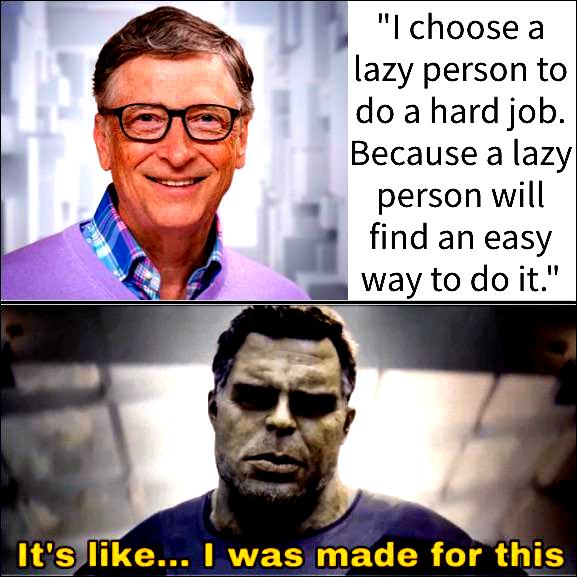 "I choose a
lazy person to
do a hard job.
Because a lazy
person will
find an easy
way to do it."
It's like... I was made for this